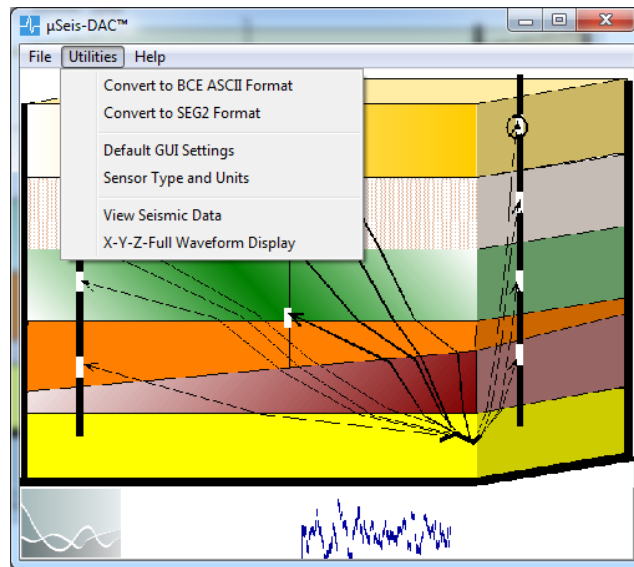 µSeis-DAC™
File Utilities Help
Convert to BCE ASCII Format
Convert to SEG2 Format
Default GUI Settings
Sensor Type and Units
View Seismic Data
X-Y-Z-Full Waveform Display